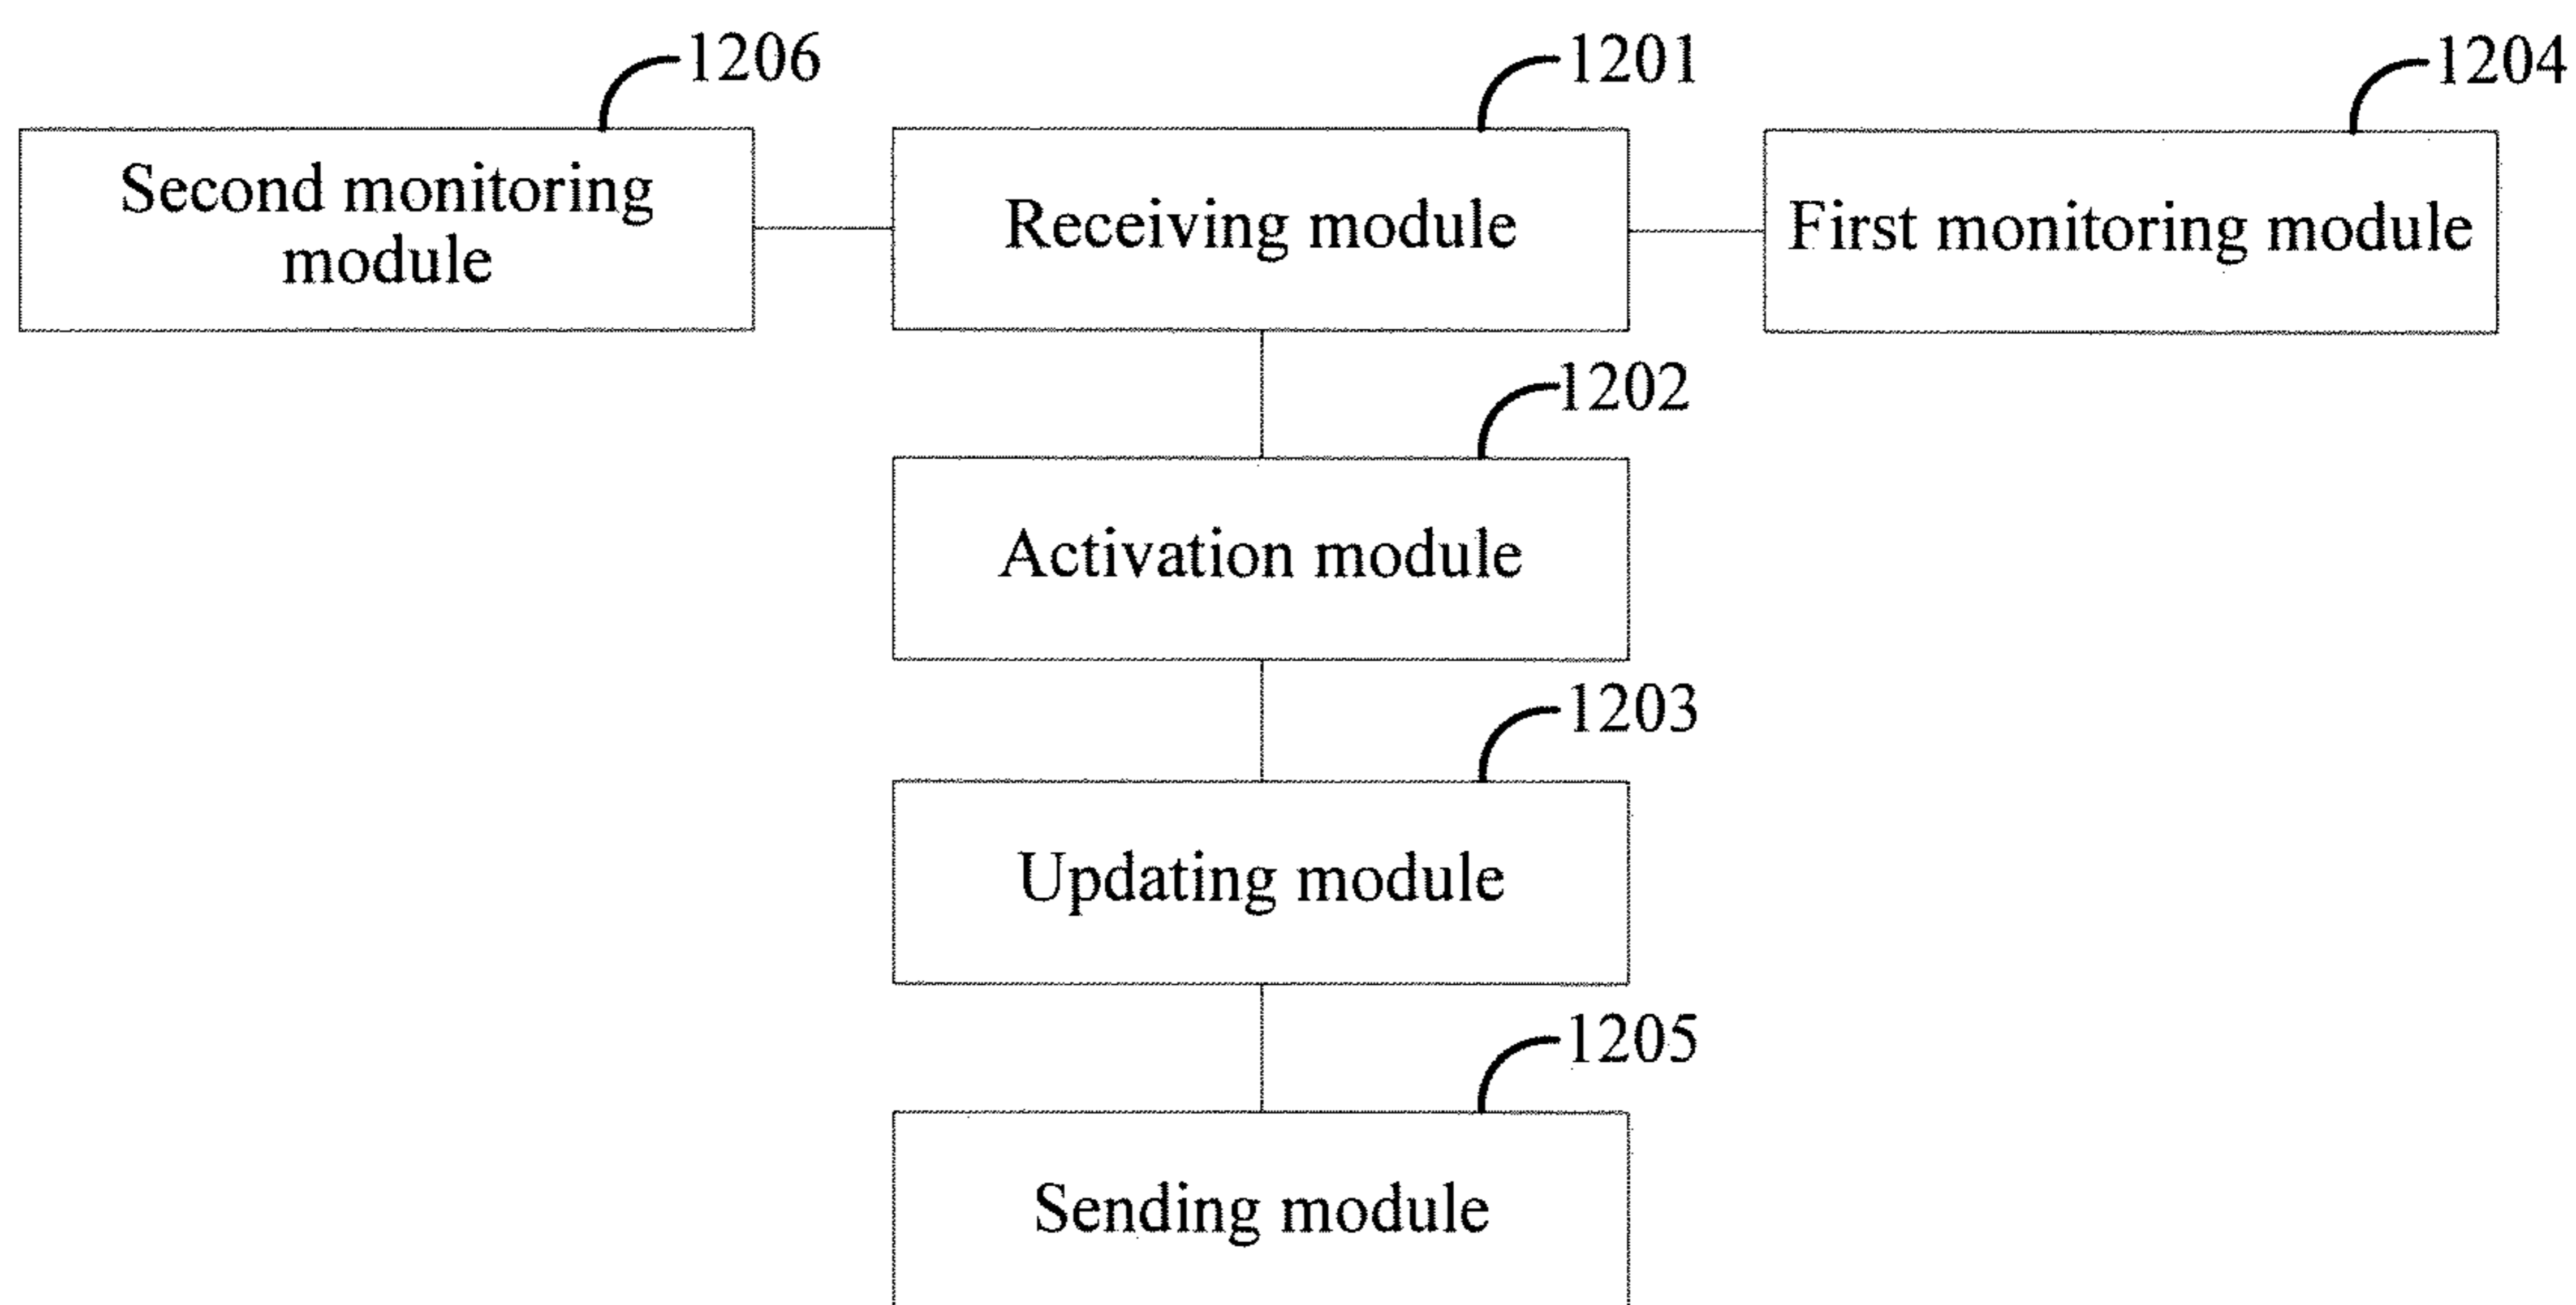 1206
1201
1204
Second monitoring
module
Receiving module
First monitoring module
1202
Activation module
1203
Updating module
1205
Sending module